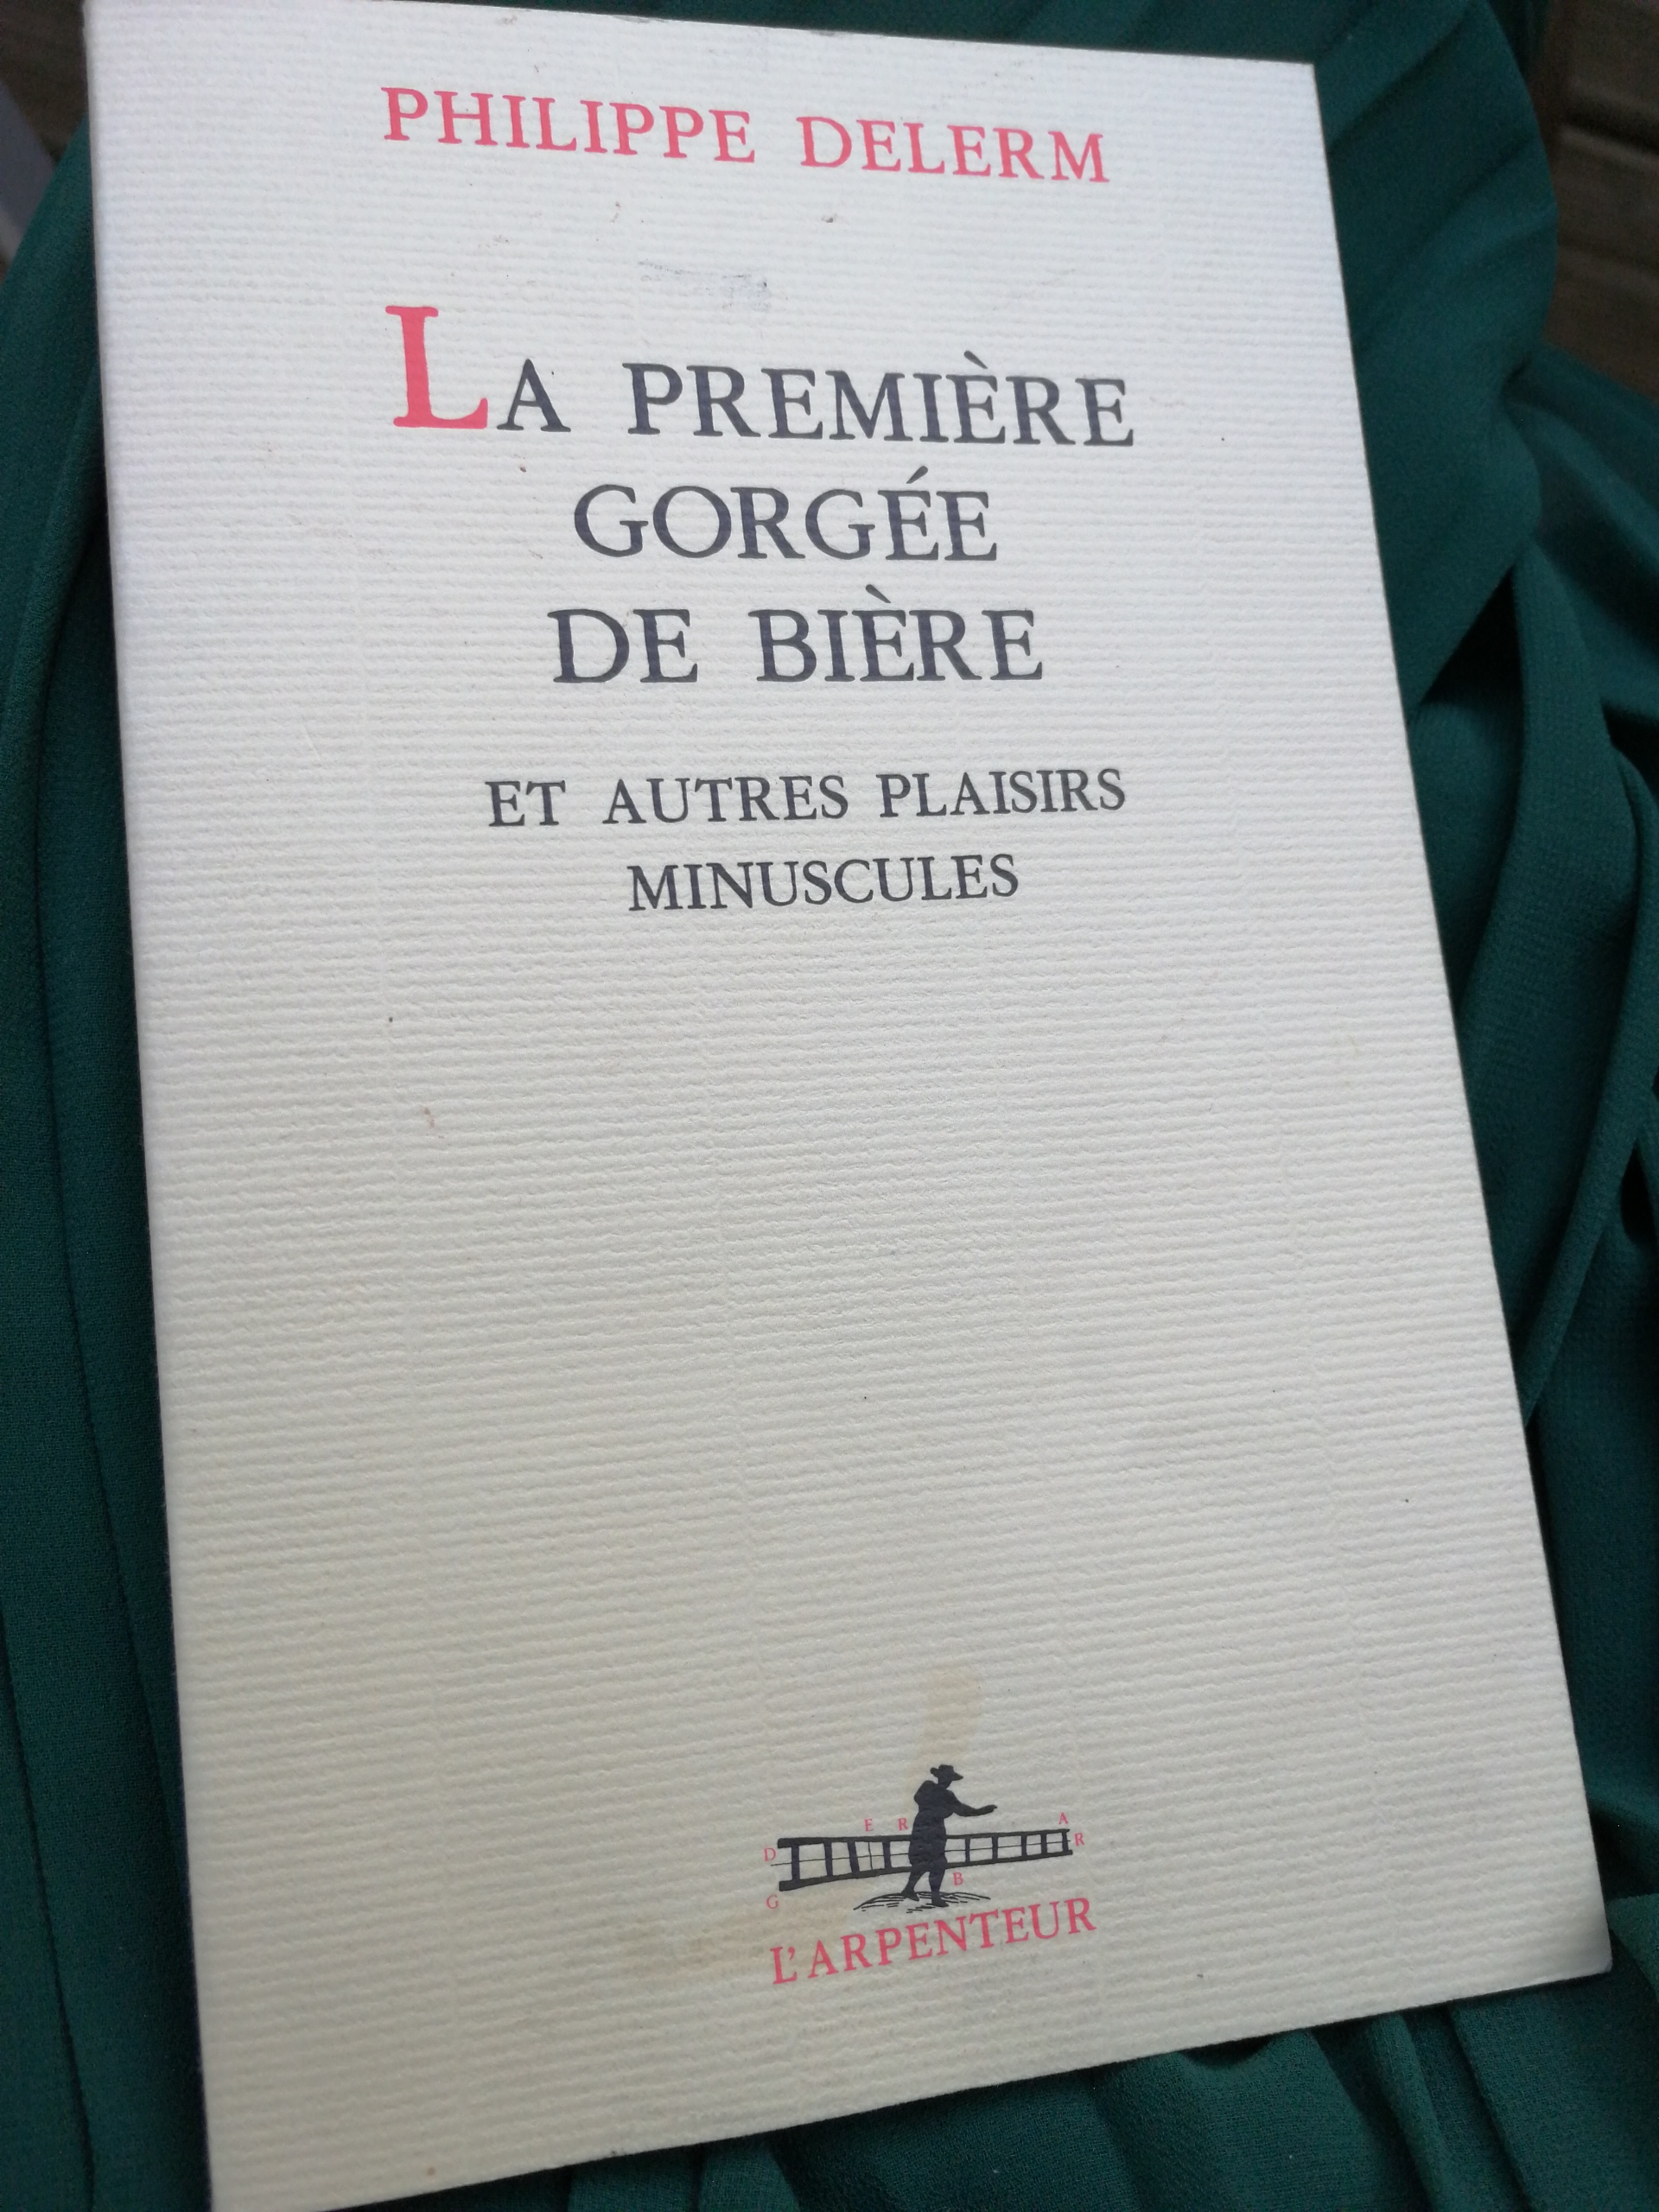 PHILIPPE DELERM
LA PREMIÈRE
GORGÉE
DE BIÈRE
ET AUTRES PLAISIRS
MINUSCULES
E R A
D R
G B
L'ARPENTEUR